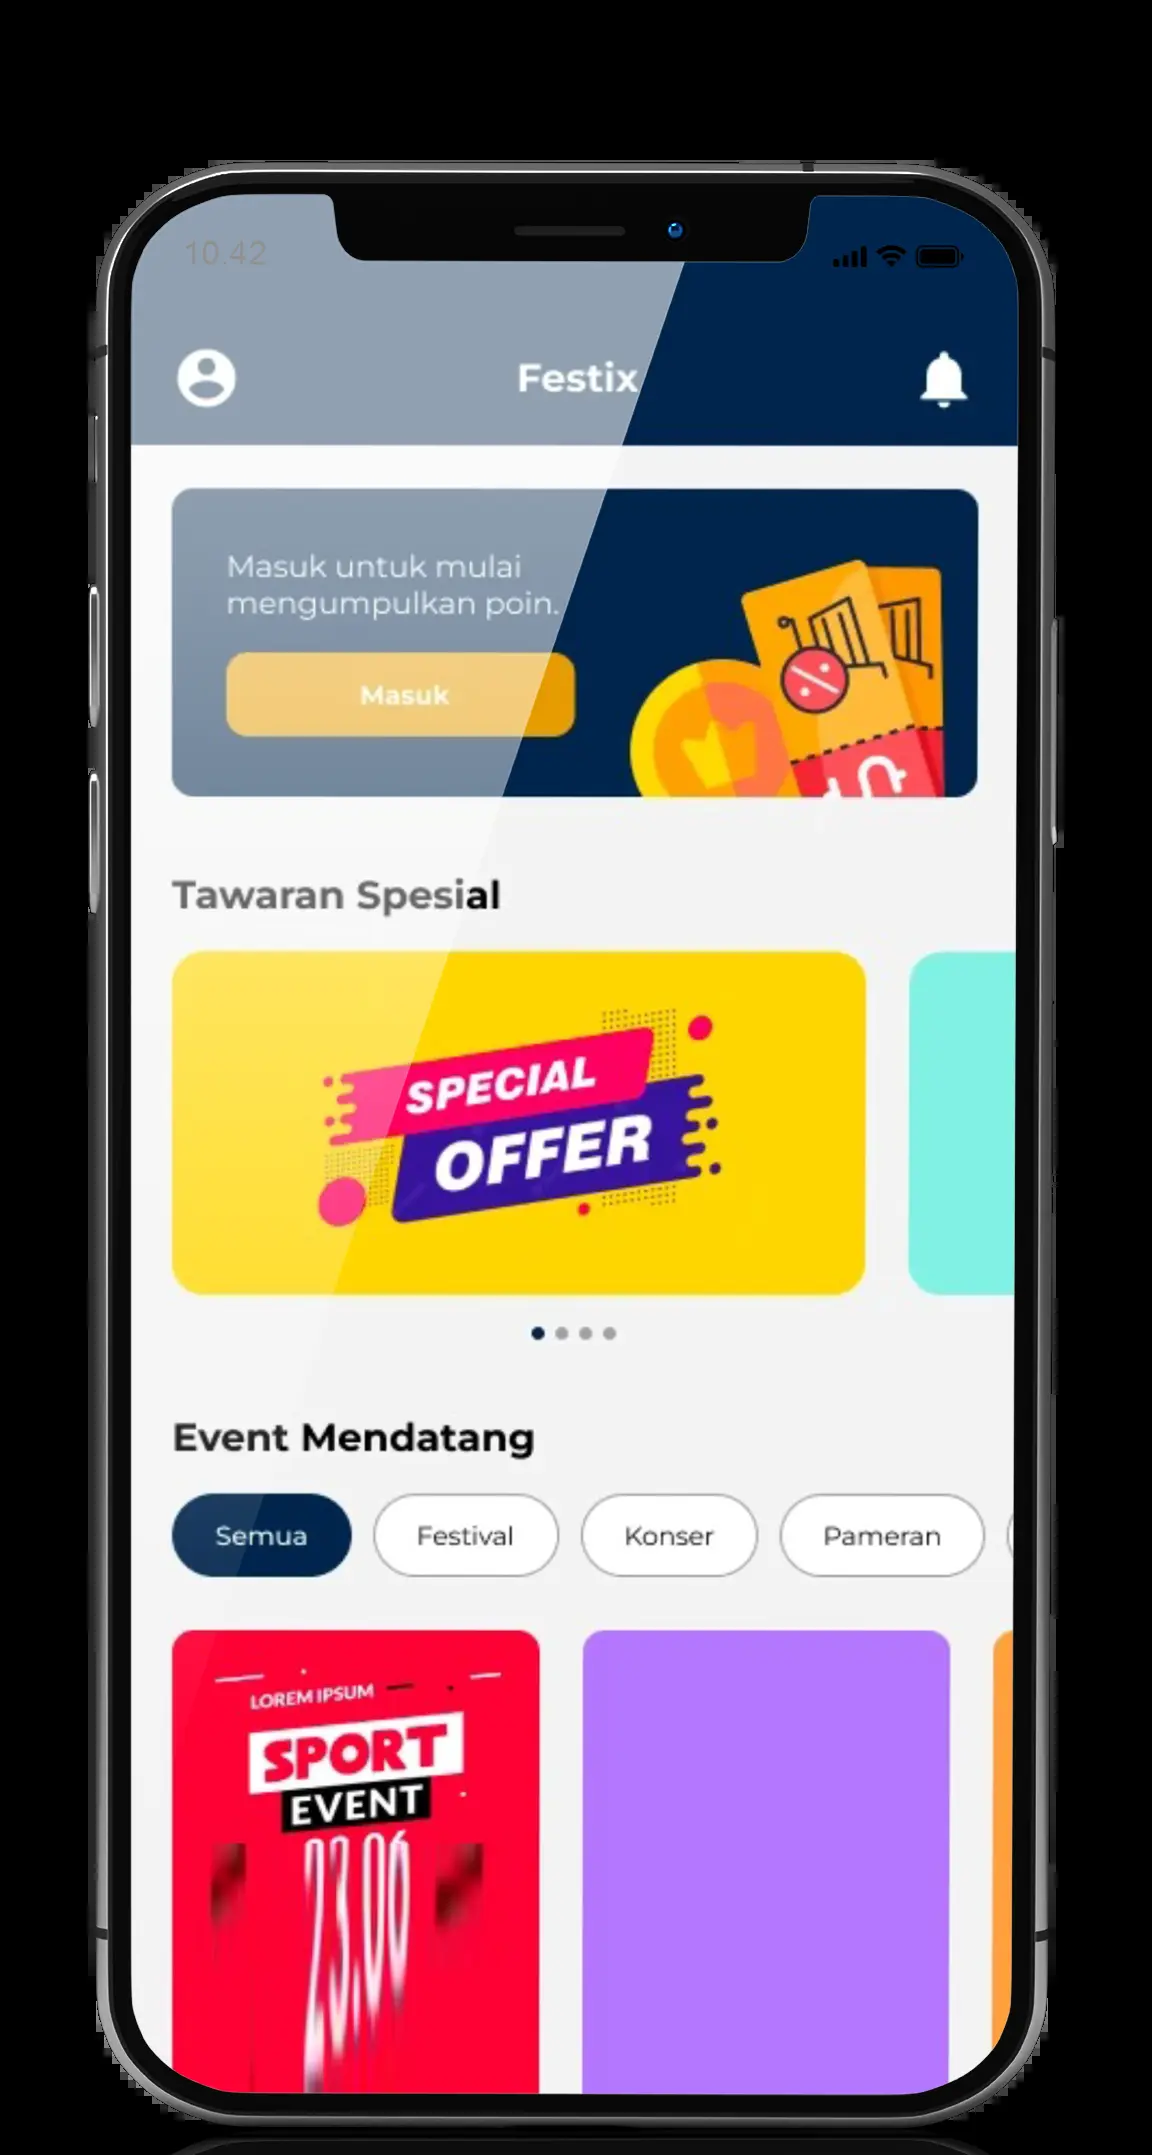 10.42
Festix
Masuk untuk mulai
mengumpulkan poin.
Masuk
Tawaran Spesial
SPECIAL
OFFER
Event Mendatang
Semua
Festival
Konser
Pameran
LOREM IPSUM
SPORT
EVENT
23.06